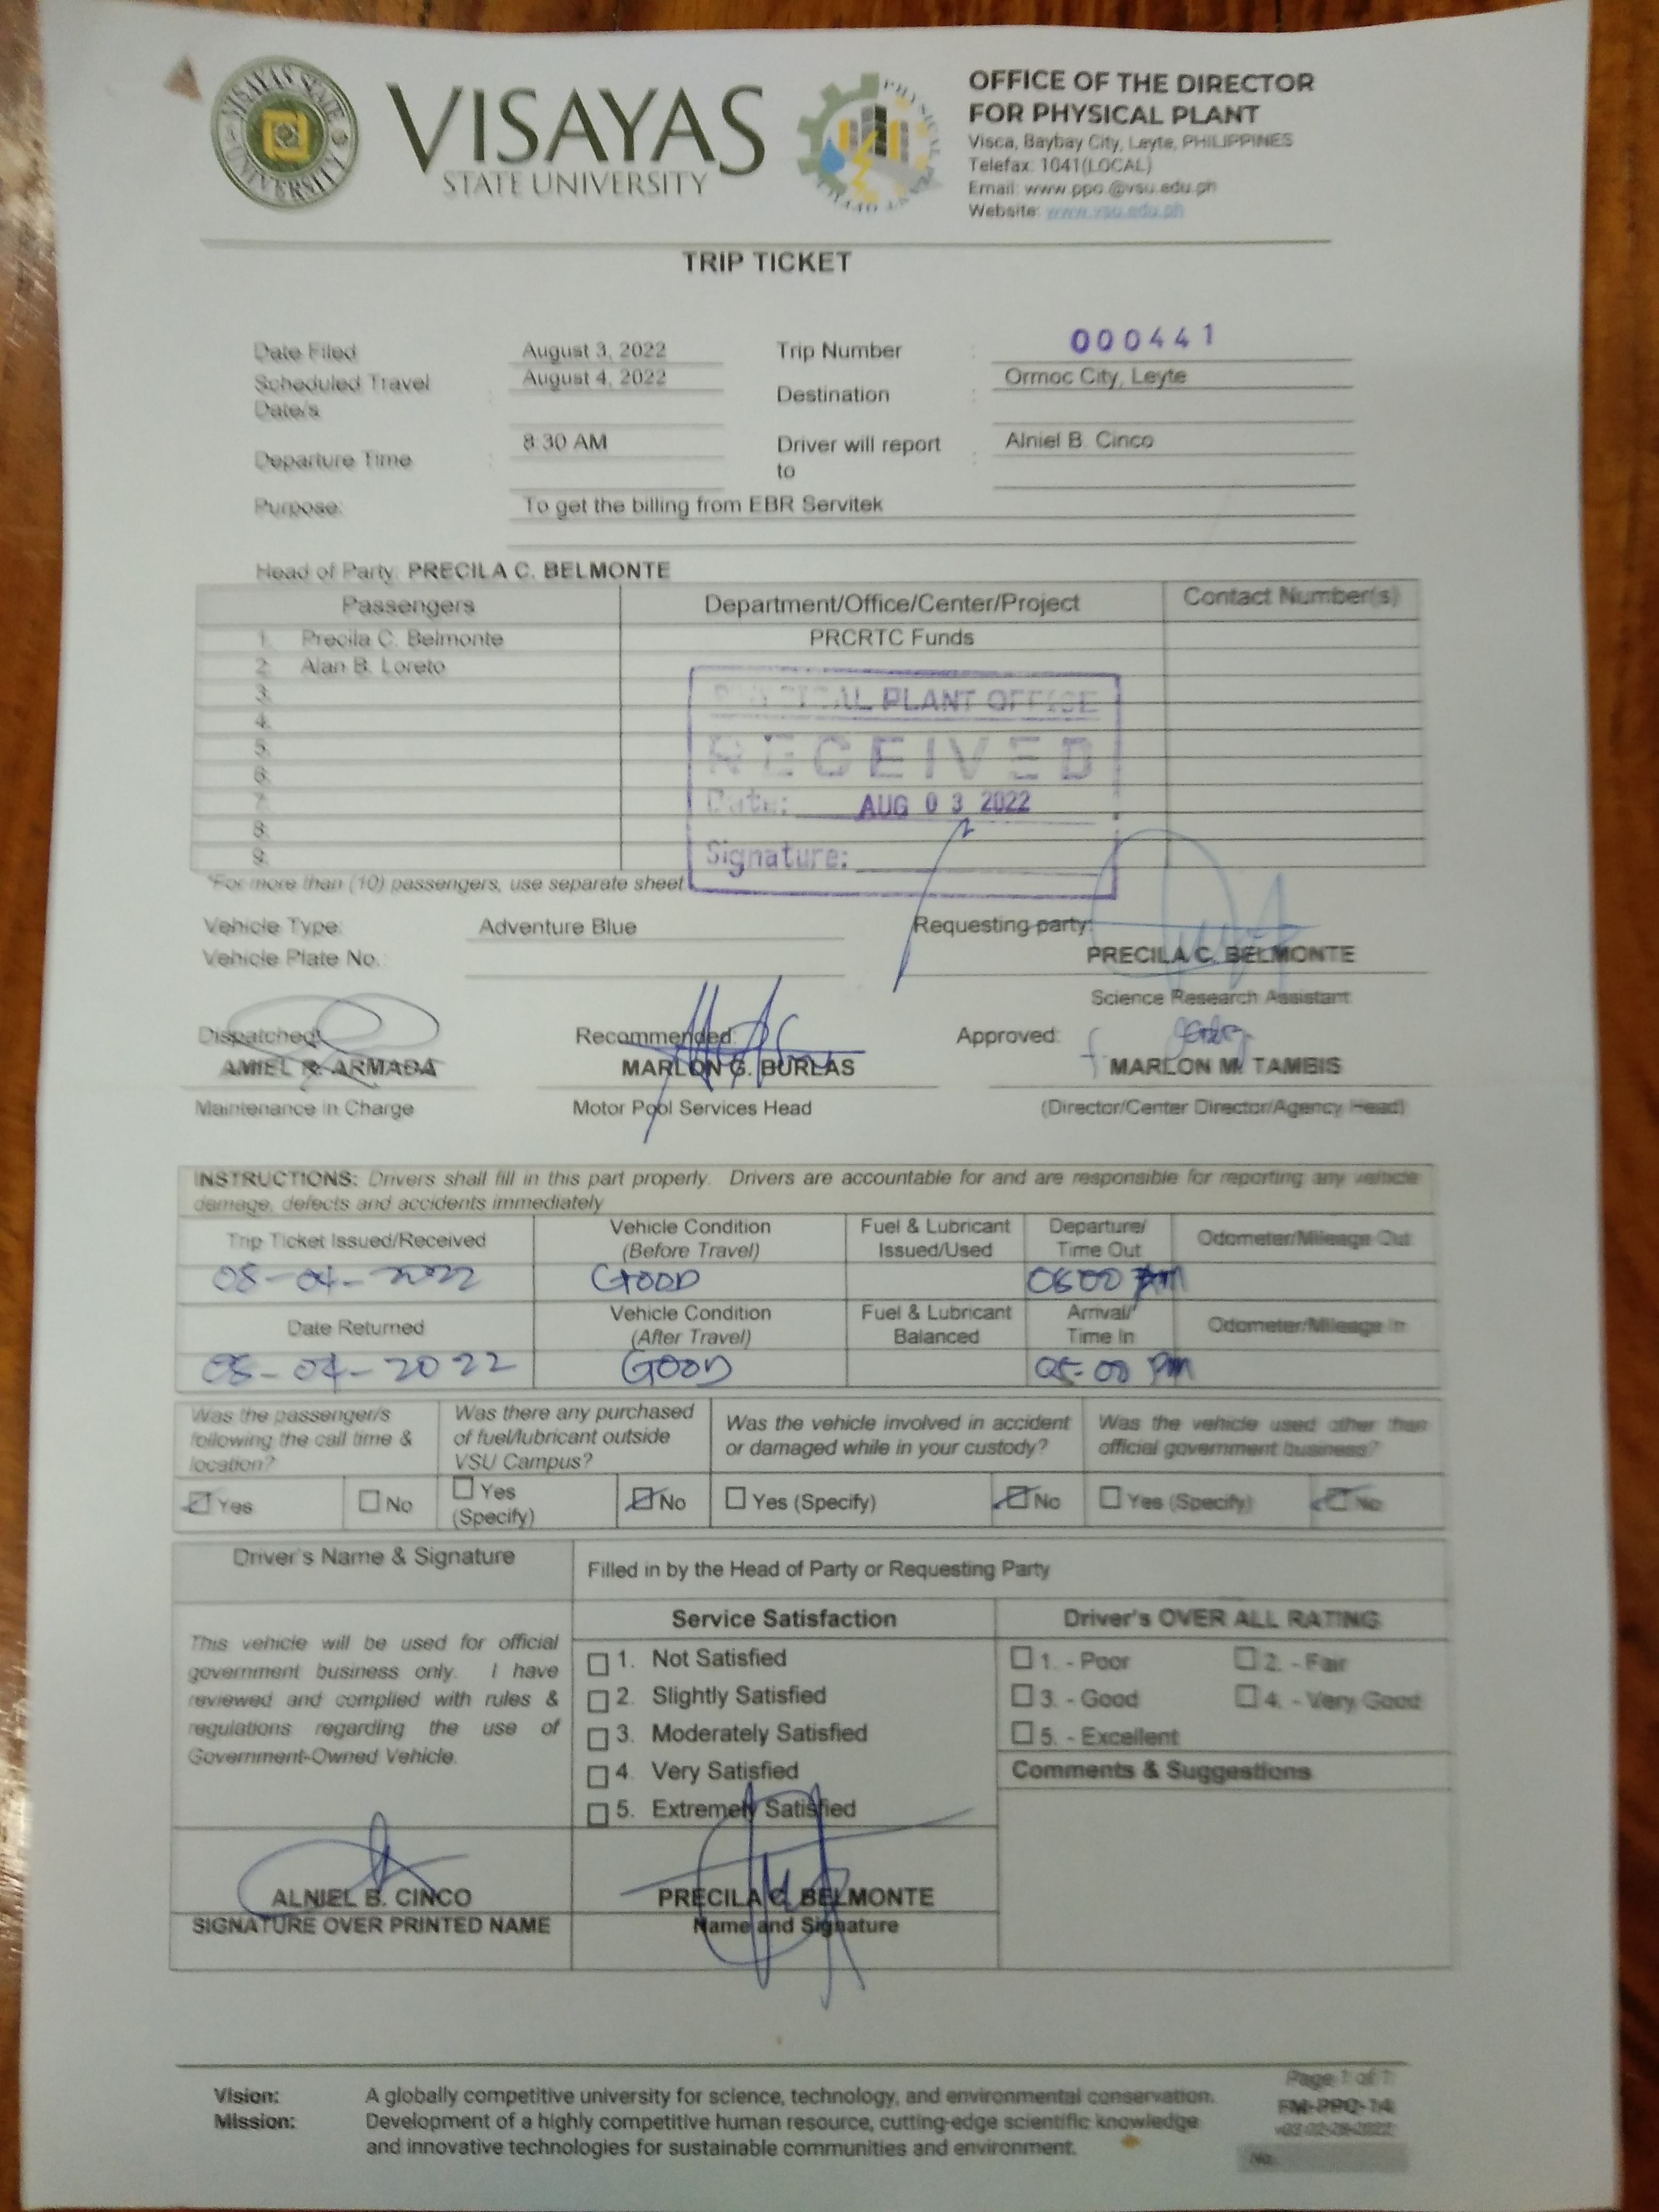 VISAYAS STATE UNIVERSITY
VISAYAS
STATE UNIVERSITY
OFFICE OF THE DIRECTOR
FOR PHYSICAL PLANT
Visca, Baybay City, Leyte, PHILIPPINES
Telefax: 1041(LOCAL)
Email: www.ppo.@vsu.edu.ph
Website: www.vsu.edu.ph
TRIP TICKET
Date Filed : August 3, 2022 Trip Number : 000441
Scheduled Travel Date/s : August 4, 2022 Destination : Ormoc City, Leyte
Departure Time : 8:30 AM Driver will report to : Alniel B. Cinco
Purpose: To get the billing from EBR Servitek
Head of Party: PRECILA C. BELMONTE
Passengers Department/Office/Center/Project Contact Number(s)
1. Precila C. Belmonte PRCRTC Funds
2. Alan B. Loreto
3.
4.
5.
6.
7.
8.
9.
PLANT OFFICE
RECEIVED
Date: AUG 03 2022
Signature:
*For more than (10) passengers, use separate sheet
Vehicle Type: Adventure Blue Requesting party:
Vehicle Plate No.: PRECILA C. BELMONTE
Science Research Assistant
Dispatched: Recommended: Approved:
AMIEL R. ARMADA MARLON G. BURLAS MARLON M. TAMBIS
Maintenance in Charge Motor Pool Services Head (Director/Center Director/Agency Head)
INSTRUCTIONS: Drivers shall fill in this part properly. Drivers are accountable for and are responsible for reporting any vehicle
damage, defects and accidents immediately
Trip Ticket Issued/Received Vehicle Condition (Before Travel) Fuel & Lubricant Issued/Used Departure/ Time Out Odometer/Mileage Out
08-04-2022 GOOD
Date Returned Vehicle Condition (After Travel) Fuel & Lubricant Balanced Arrival/ Time In Odometer/Mileage In
08-04-2022 GOOD 05:00 PM
Was the passenger/s following the call time & location? Was there any purchased of fuel/lubricant outside VSU Campus? Was the vehicle involved in accident or damaged while in your custody? Was the vehicle used other than official government business?
Yes No Yes (Specify) No Yes (Specify) No Yes (Specify) No
Driver's Name & Signature Filled in by the Head of Party or Requesting Party
Service Satisfaction Driver's OVER ALL RATING
This vehicle will be used for official
government business only. I have
reviewed and complied with rules &
regulations regarding the use of
Government-Owned Vehicle.
1. Not Satisfied
2. Slightly Satisfied
3. Moderately Satisfied
4. Very Satisfied
5. Extremely Satisfied
1. - Poor 2. - Fair
3. - Good 4. - Very Good
5. - Excellent
Comments & Suggestions
ALNIEL B. CINCO PRECILA C. BELMONTE
SIGNATURE OVER PRINTED NAME Name and Signature
Vision: A globally competitive university for science, technology, and environmental conservation.
Mission: Development of a highly competitive human resource, cutting-edge scientific knowledge
and innovative technologies for sustainable communities and environment.
Page 1 of 1
FM-PPO-14
v03 02-28-2022
No.